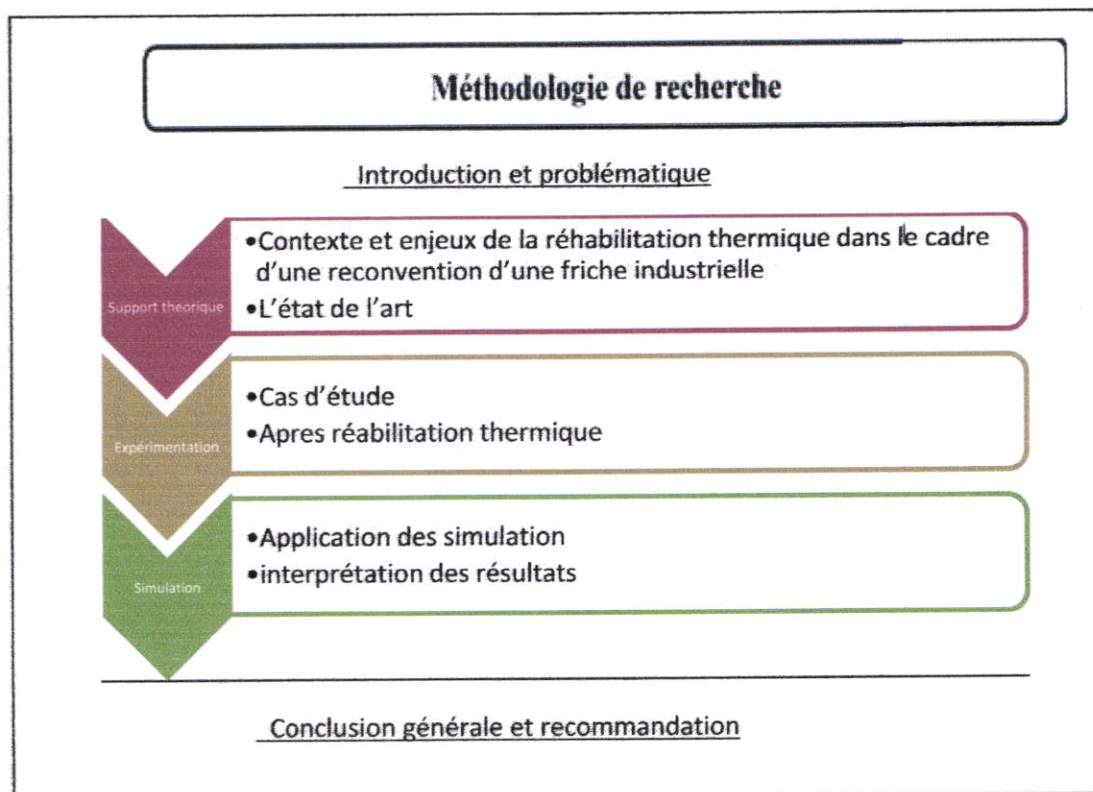 Méthodologie de recherche
Introduction et problématique
Support theorique
•Contexte et enjeux de la réhabilitation thermique dans le cadre
d'une reconvention d'une friche industrielle
•L'état de l'art
Expérimentation
•Cas d'étude
•Apres réabilitation thermique
Simulation
•Application des simulation
•interprétation des résultats
Conclusion générale et recommandation